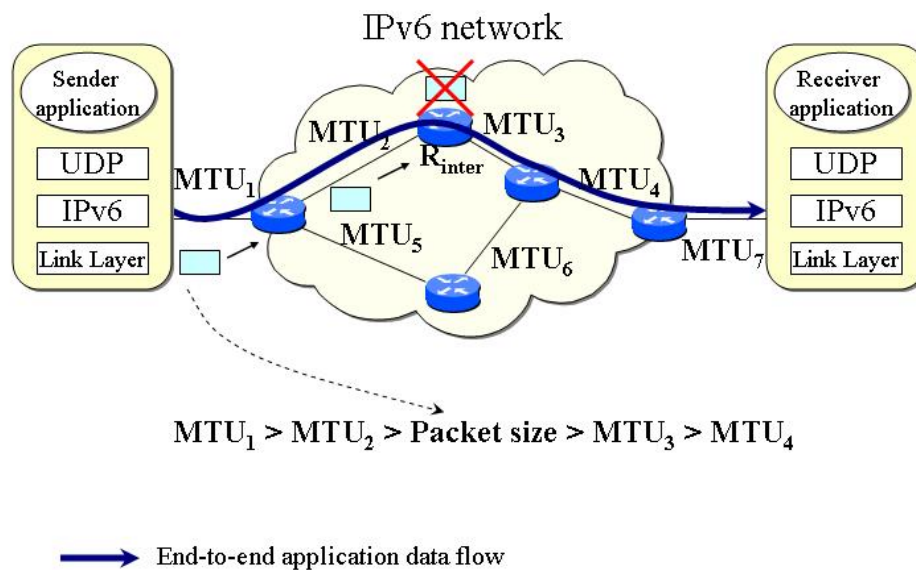 IPv6 network
Sender
application
UDP
IPv6
Link Layer
MTU₁
MTU₂
R_inter
MTU₃
MTU₄
MTU₅
MTU₆
MTU₇
Receiver
application
UDP
IPv6
Link Layer
MTU₁ > MTU₂ > Packet size > MTU₃ > MTU₄
End-to-end application data flow